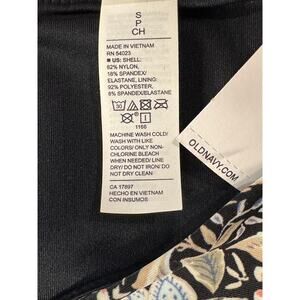 S
P
CH
MADE IN VIETNAM
RN 54023
■ US: SHELL:
82% NYLON,
18% SPANDEX/
ELASTANE, LINING:
92% POLYESTER,
8% SPANDEX/ELASTANE
30
1166
MACHINE WASH COLD/
WASH WITH LIKE
COLORS/ ONLY NON-
CHLORINE BLEACH
WHEN NEEDED/ LINE
DRY/ DO NOT IRON/ DO
NOT DRY CLEAN
CA 17897
HECHO EN VIETNAM
CON INSUMOS
OLDNAVY.COM